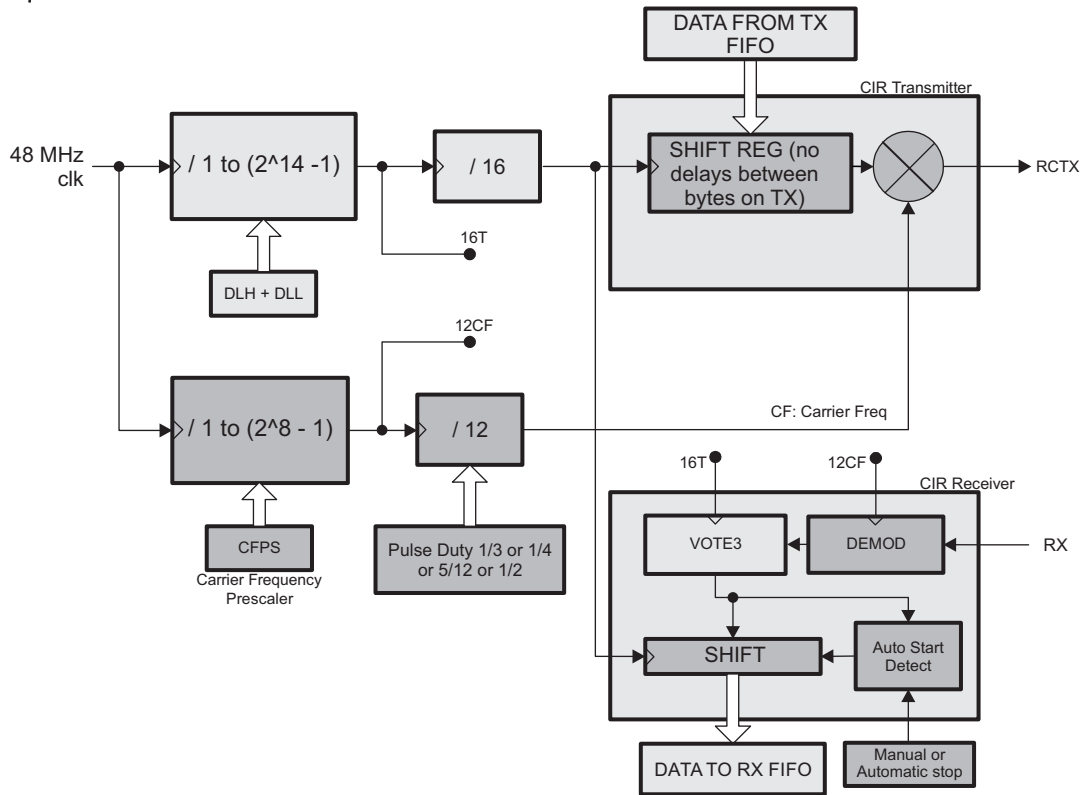 DATA FROM TX
FIFO
CIR Transmitter
48 MHz
clk
/ 1 to (2^14 -1)
/ 16
SHIFT REG (no
delays between
bytes on TX)
RCTX
16T
DLH + DLL
12CF
/ 1 to (2^8 - 1)
/ 12
CF: Carrier Freq
16T
12CF
CIR Receiver
CFPS
Carrier Frequency
Prescaler
Pulse Duty 1/3 or 1/4
or 5/12 or 1/2
VOTE3
DEMOD
RX
SHIFT
Auto Start
Detect
DATA TO RX FIFO
Manual or
Automatic stop